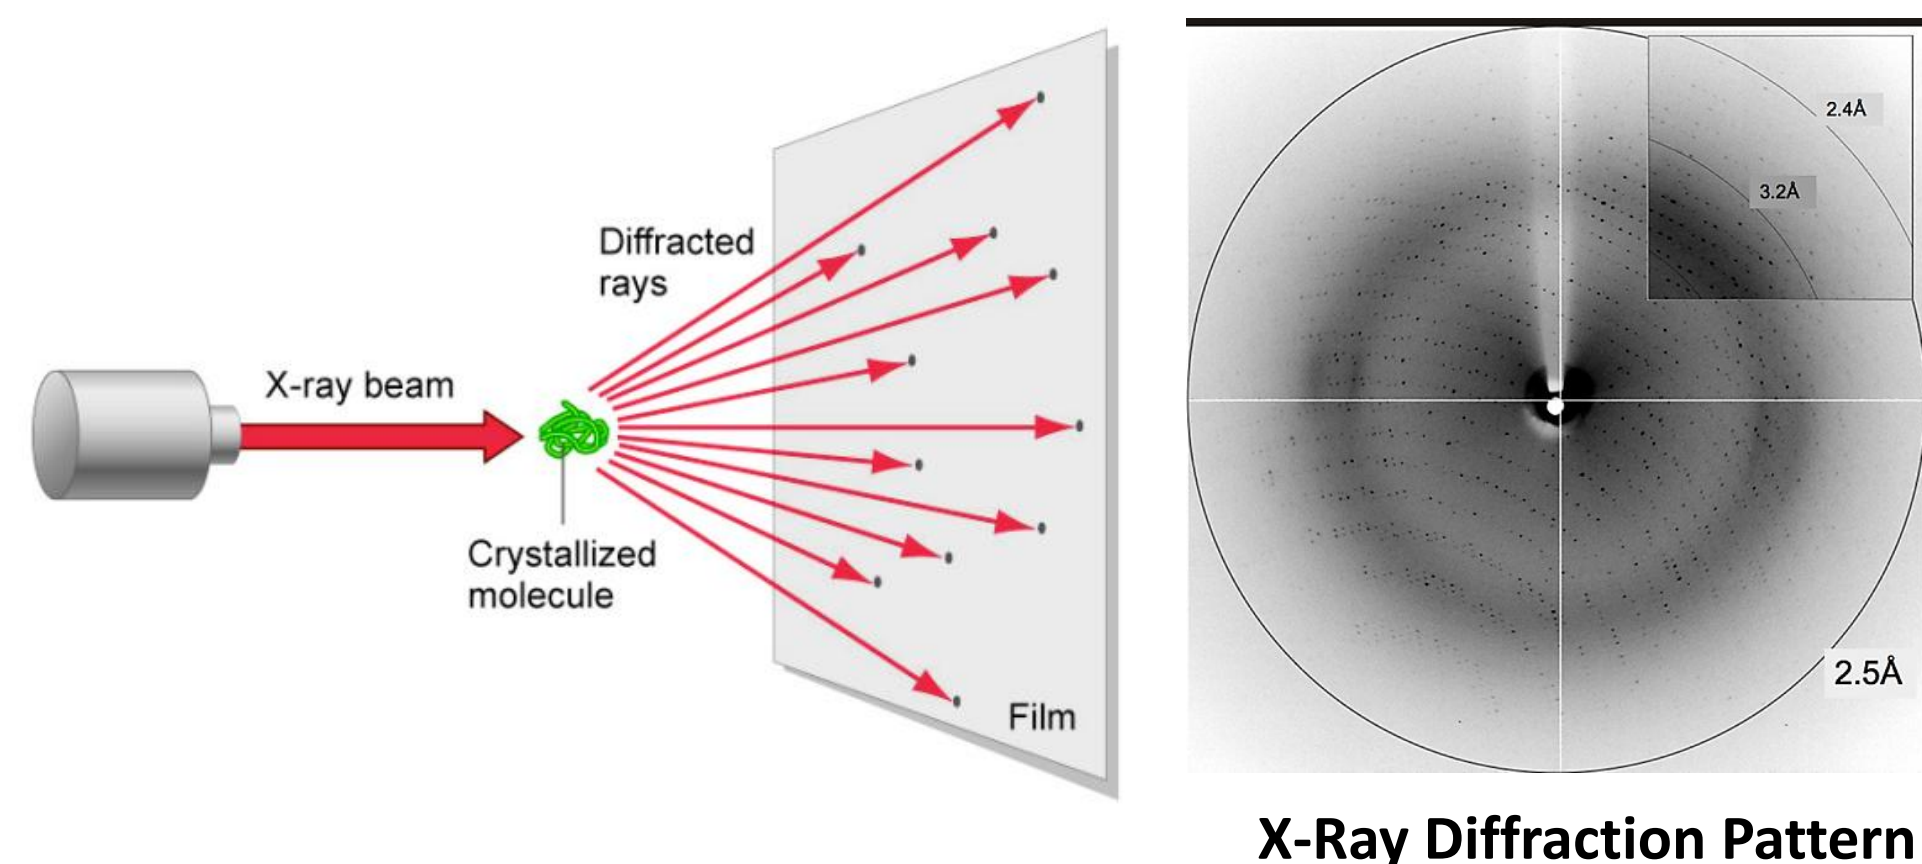 Diffracted
rays
X-ray beam
Crystallized
molecule
Film
2.4Å
3.2Å
2.5Å
X-Ray Diffraction Pattern